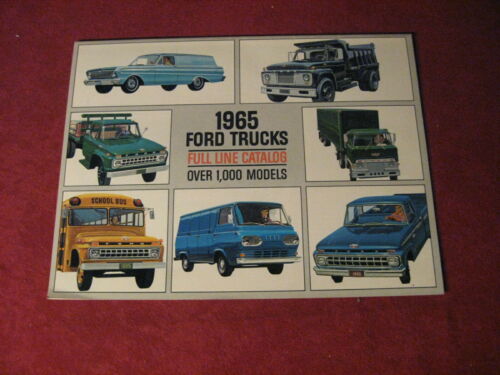 1965
FORD TRUCKS
FULL LINE CATALOG
OVER 1,000 MODELS
SCHOOL BUS